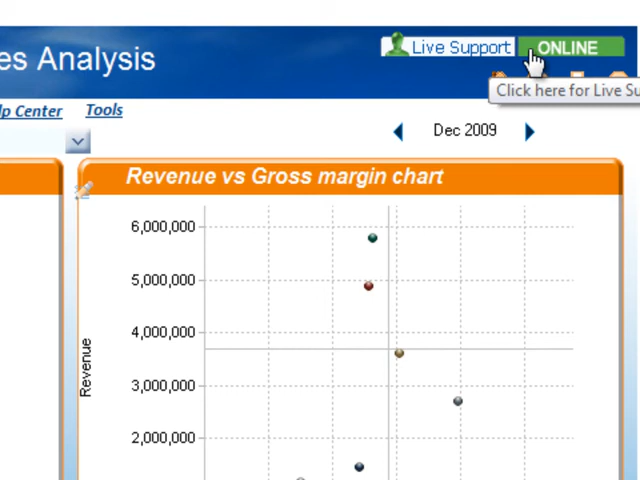 es Analysis
Live Support ONLINE
Click here for Live Su
lp Center Tools
Dec 2009
Revenue vs Gross margin chart
6,000,000
5,000,000
4,000,000
3,000,000
2,000,000
Revenue